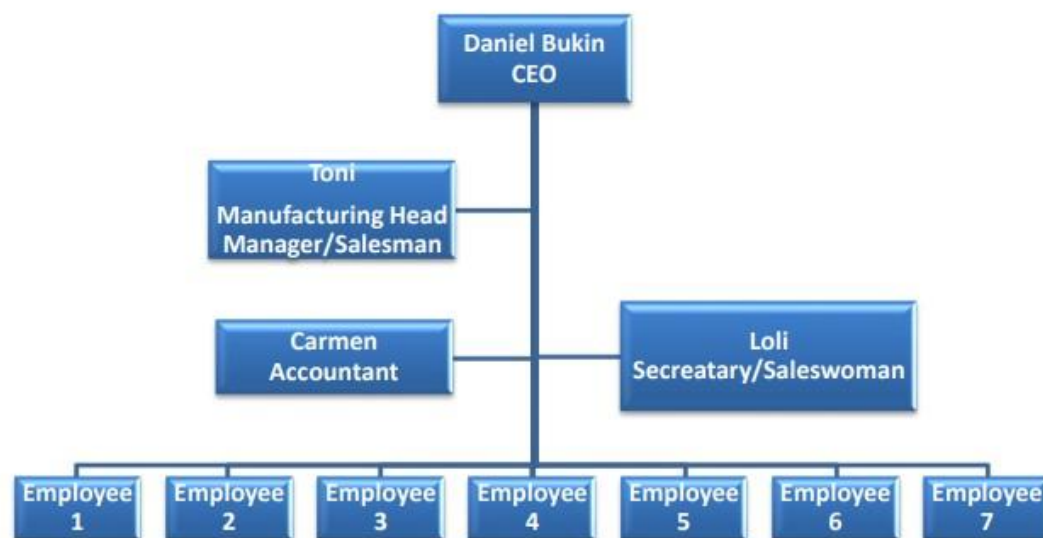 Daniel Bukin
CEO
Toni
Manufacturing Head
Manager/Salesman
Carmen
Accountant
Loli
Secreatary/Saleswoman
Employee
1
Employee
2
Employee
3
Employee
4
Employee
5
Employee
6
Employee
7